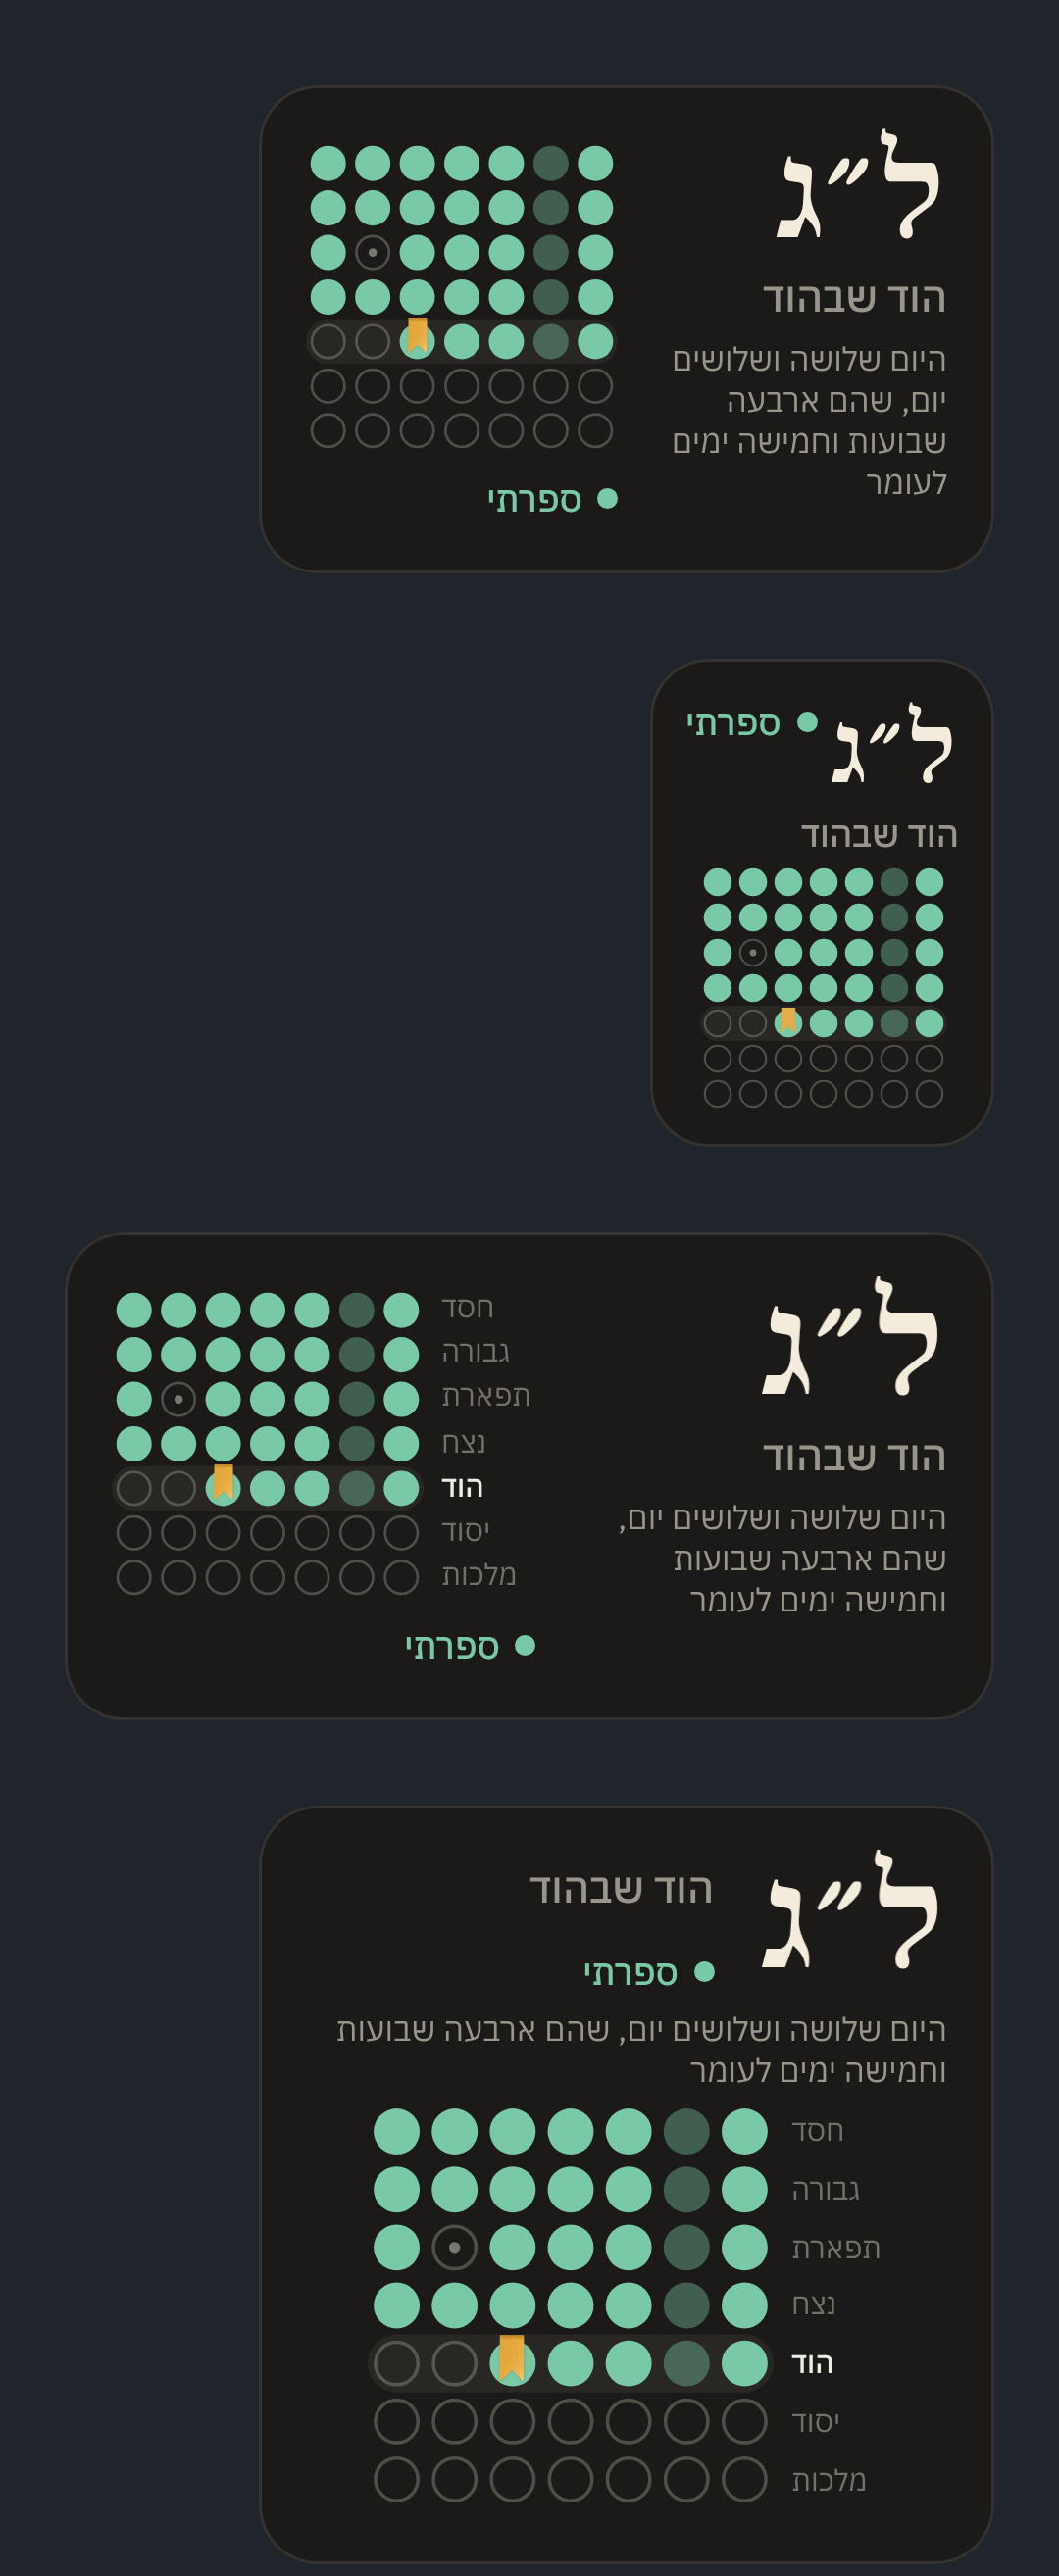 ל״ג
הוד שבהוד
היום שלושה ושלושים
יום, שהם ארבעה
שבועות וחמישה ימים
לעומר
ספרתי
ל״ג
ספרתי
הוד שבהוד
ל״ג
הוד שבהוד
היום שלושה ושלושים יום,
שהם ארבעה שבועות
וחמישה ימים לעומר
חסד
גבורה
תפארת
נצח
הוד
יסוד
מלכות
ספרתי
ל״ג
הוד שבהוד
ספרתי
היום שלושה ושלושים יום, שהם ארבעה שבועות
וחמישה ימים לעומר
חסד
גבורה
תפארת
נצח
הוד
יסוד
מלכות